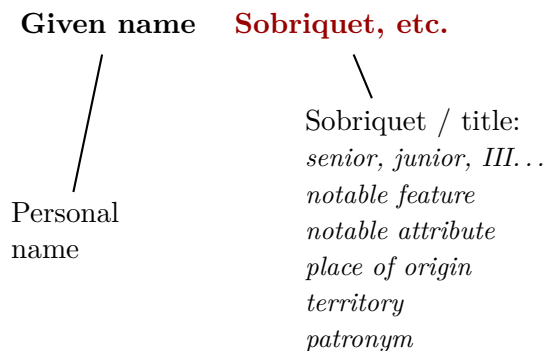 Given name Sobriquet, etc.
Sobriquet / title:
senior, junior, III...
notable feature
Personal
notable attribute
name
place of origin
territory
patronym